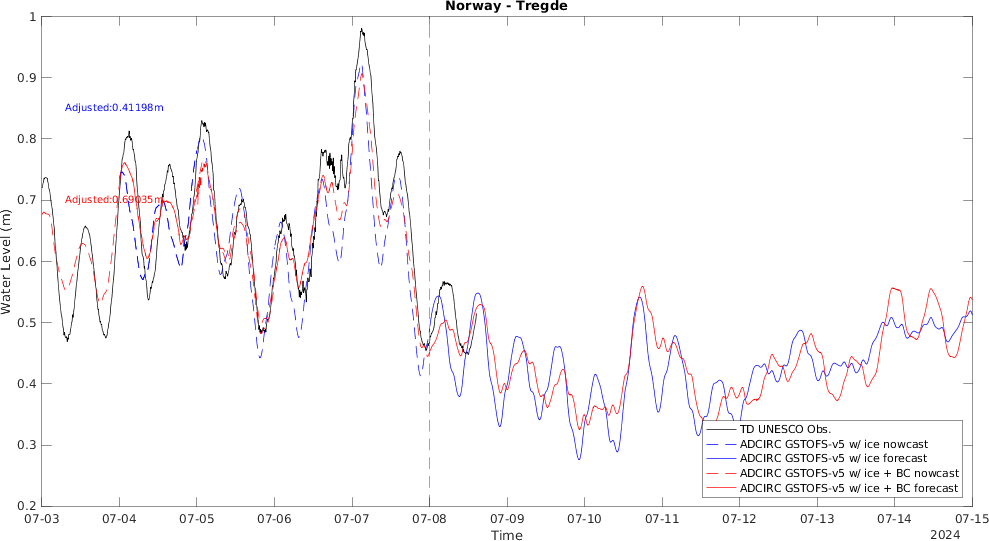 Norway - Tregde
1
0.9
0.8
0.7
0.6
0.5
0.4
0.3
0.2
Water Level (m)
Adjusted:0.41198m
Adjusted:0.69035m
TD UNESCO Obs.
ADCIRC GSTOFS-v5 w/ ice nowcast
ADCIRC GSTOFS-v5 w/ ice forecast
ADCIRC GSTOFS-v5 w/ ice + BC nowcast
ADCIRC GSTOFS-v5 w/ ice + BC forecast
07-03 07-04 07-05 07-06 07-07 07-08 07-09 07-10 07-11 07-12 07-13 07-14 07-15
Time
2024